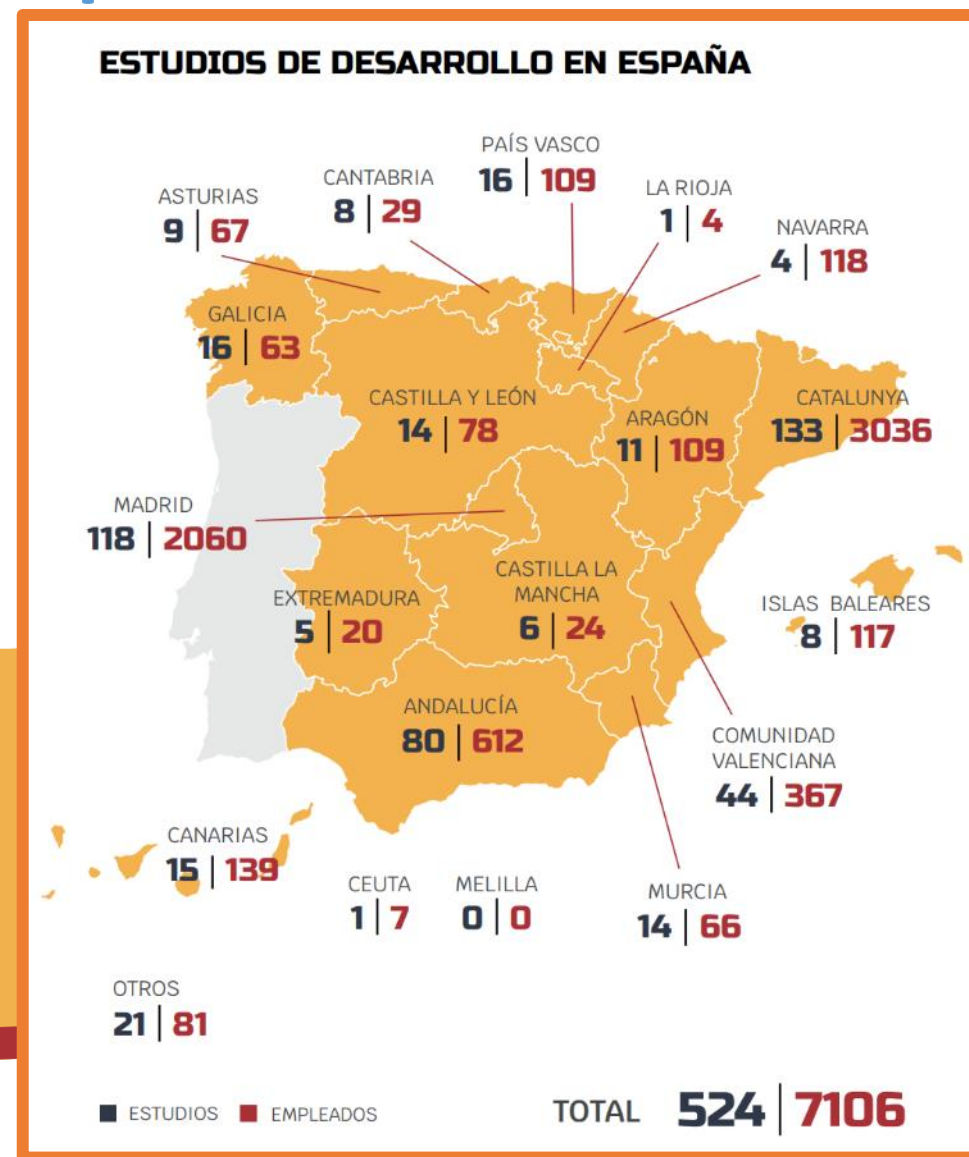 ESTUDIOS DE DESARROLLO EN ESPAÑA
PAÍS VASCO
16 | 109
CANTABRIA
8 | 29
LA RIOJA
1 | 4
ASTURIAS
9 | 67
NAVARRA
4 | 118
GALICIA
16 | 63
CASTILLA Y LEÓN
14 | 78
ARAGÓN
11 | 109
CATALUNYA
133 | 3036
MADRID
118 | 2060
CASTILLA LA
MANCHA
6 | 24
EXTREMADURA
5 | 20
ISLAS BALEARES
8 | 117
ANDALUCÍA
80 | 612
COMUNIDAD
VALENCIANA
44 | 367
CANARIAS
15 | 139
CEUTA
1 | 7
MELILLA
0 | 0
MURCIA
14 | 66
OTROS
21 | 81
ESTUDIOS EMPLEADOS
TOTAL 524 | 7106